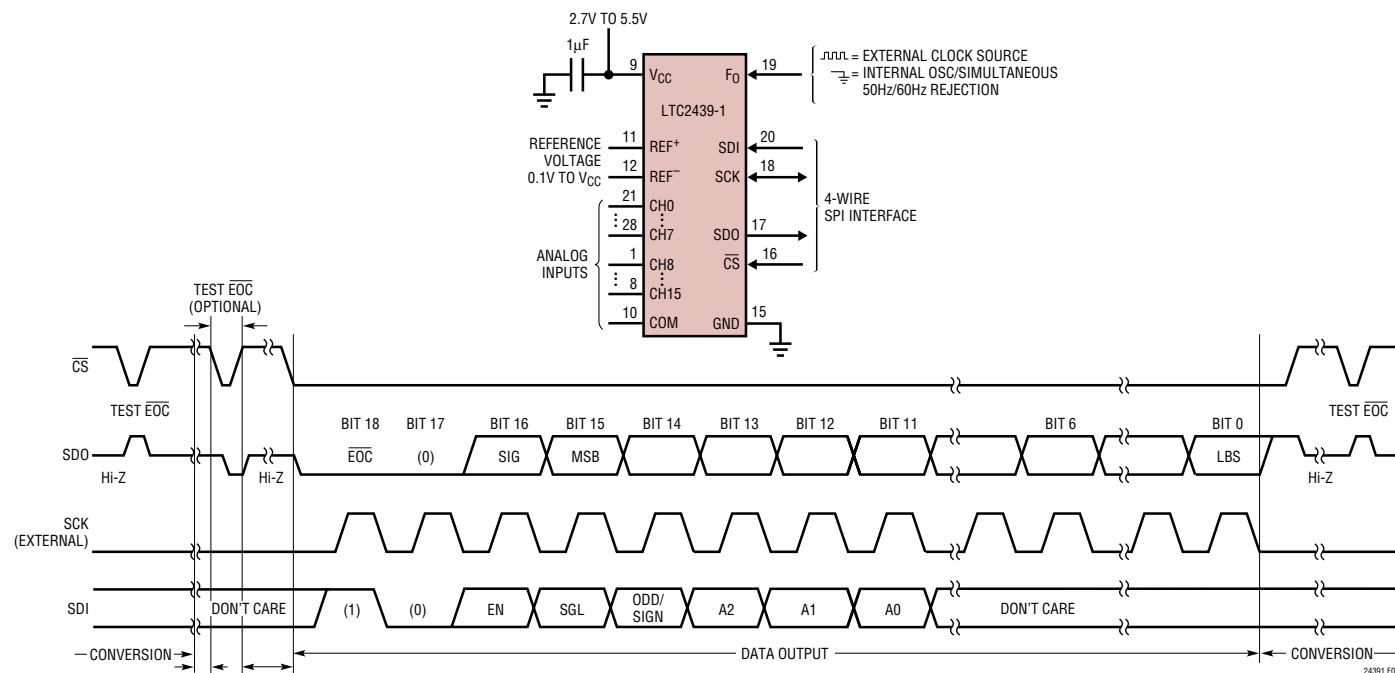 2.7V TO 5.5V
1µF
9
VCC
FO
19
= EXTERNAL CLOCK SOURCE
= INTERNAL OSC/SIMULTANEOUS
50Hz/60Hz REJECTION
LTC2439-1
REFERENCE
VOLTAGE
0.1V TO VCC
11
REF+
12
REF–
SDI
20
SCK
18
SDO
17
CS
16
4-WIRE
SPI INTERFACE
ANALOG
INPUTS
21
CH0
28
CH7
1
CH8
8
CH15
10
COM
GND
15
TEST EOC
(OPTIONAL)
CS
TEST EOC
TEST EOC
BIT 18
BIT 17
BIT 16
BIT 15
BIT 14
BIT 13
BIT 12
BIT 11
BIT 6
BIT 0
SDO
EOC
(0)
SIG
MSB
LBS
Hi-Z
Hi-Z
Hi-Z
SCK
(EXTERNAL)
SDI
DON'T CARE
(1)
(0)
EN
SGL
ODD/
SIGN
A2
A1
A0
DON'T CARE
CONVERSION
DATA OUTPUT
CONVERSION